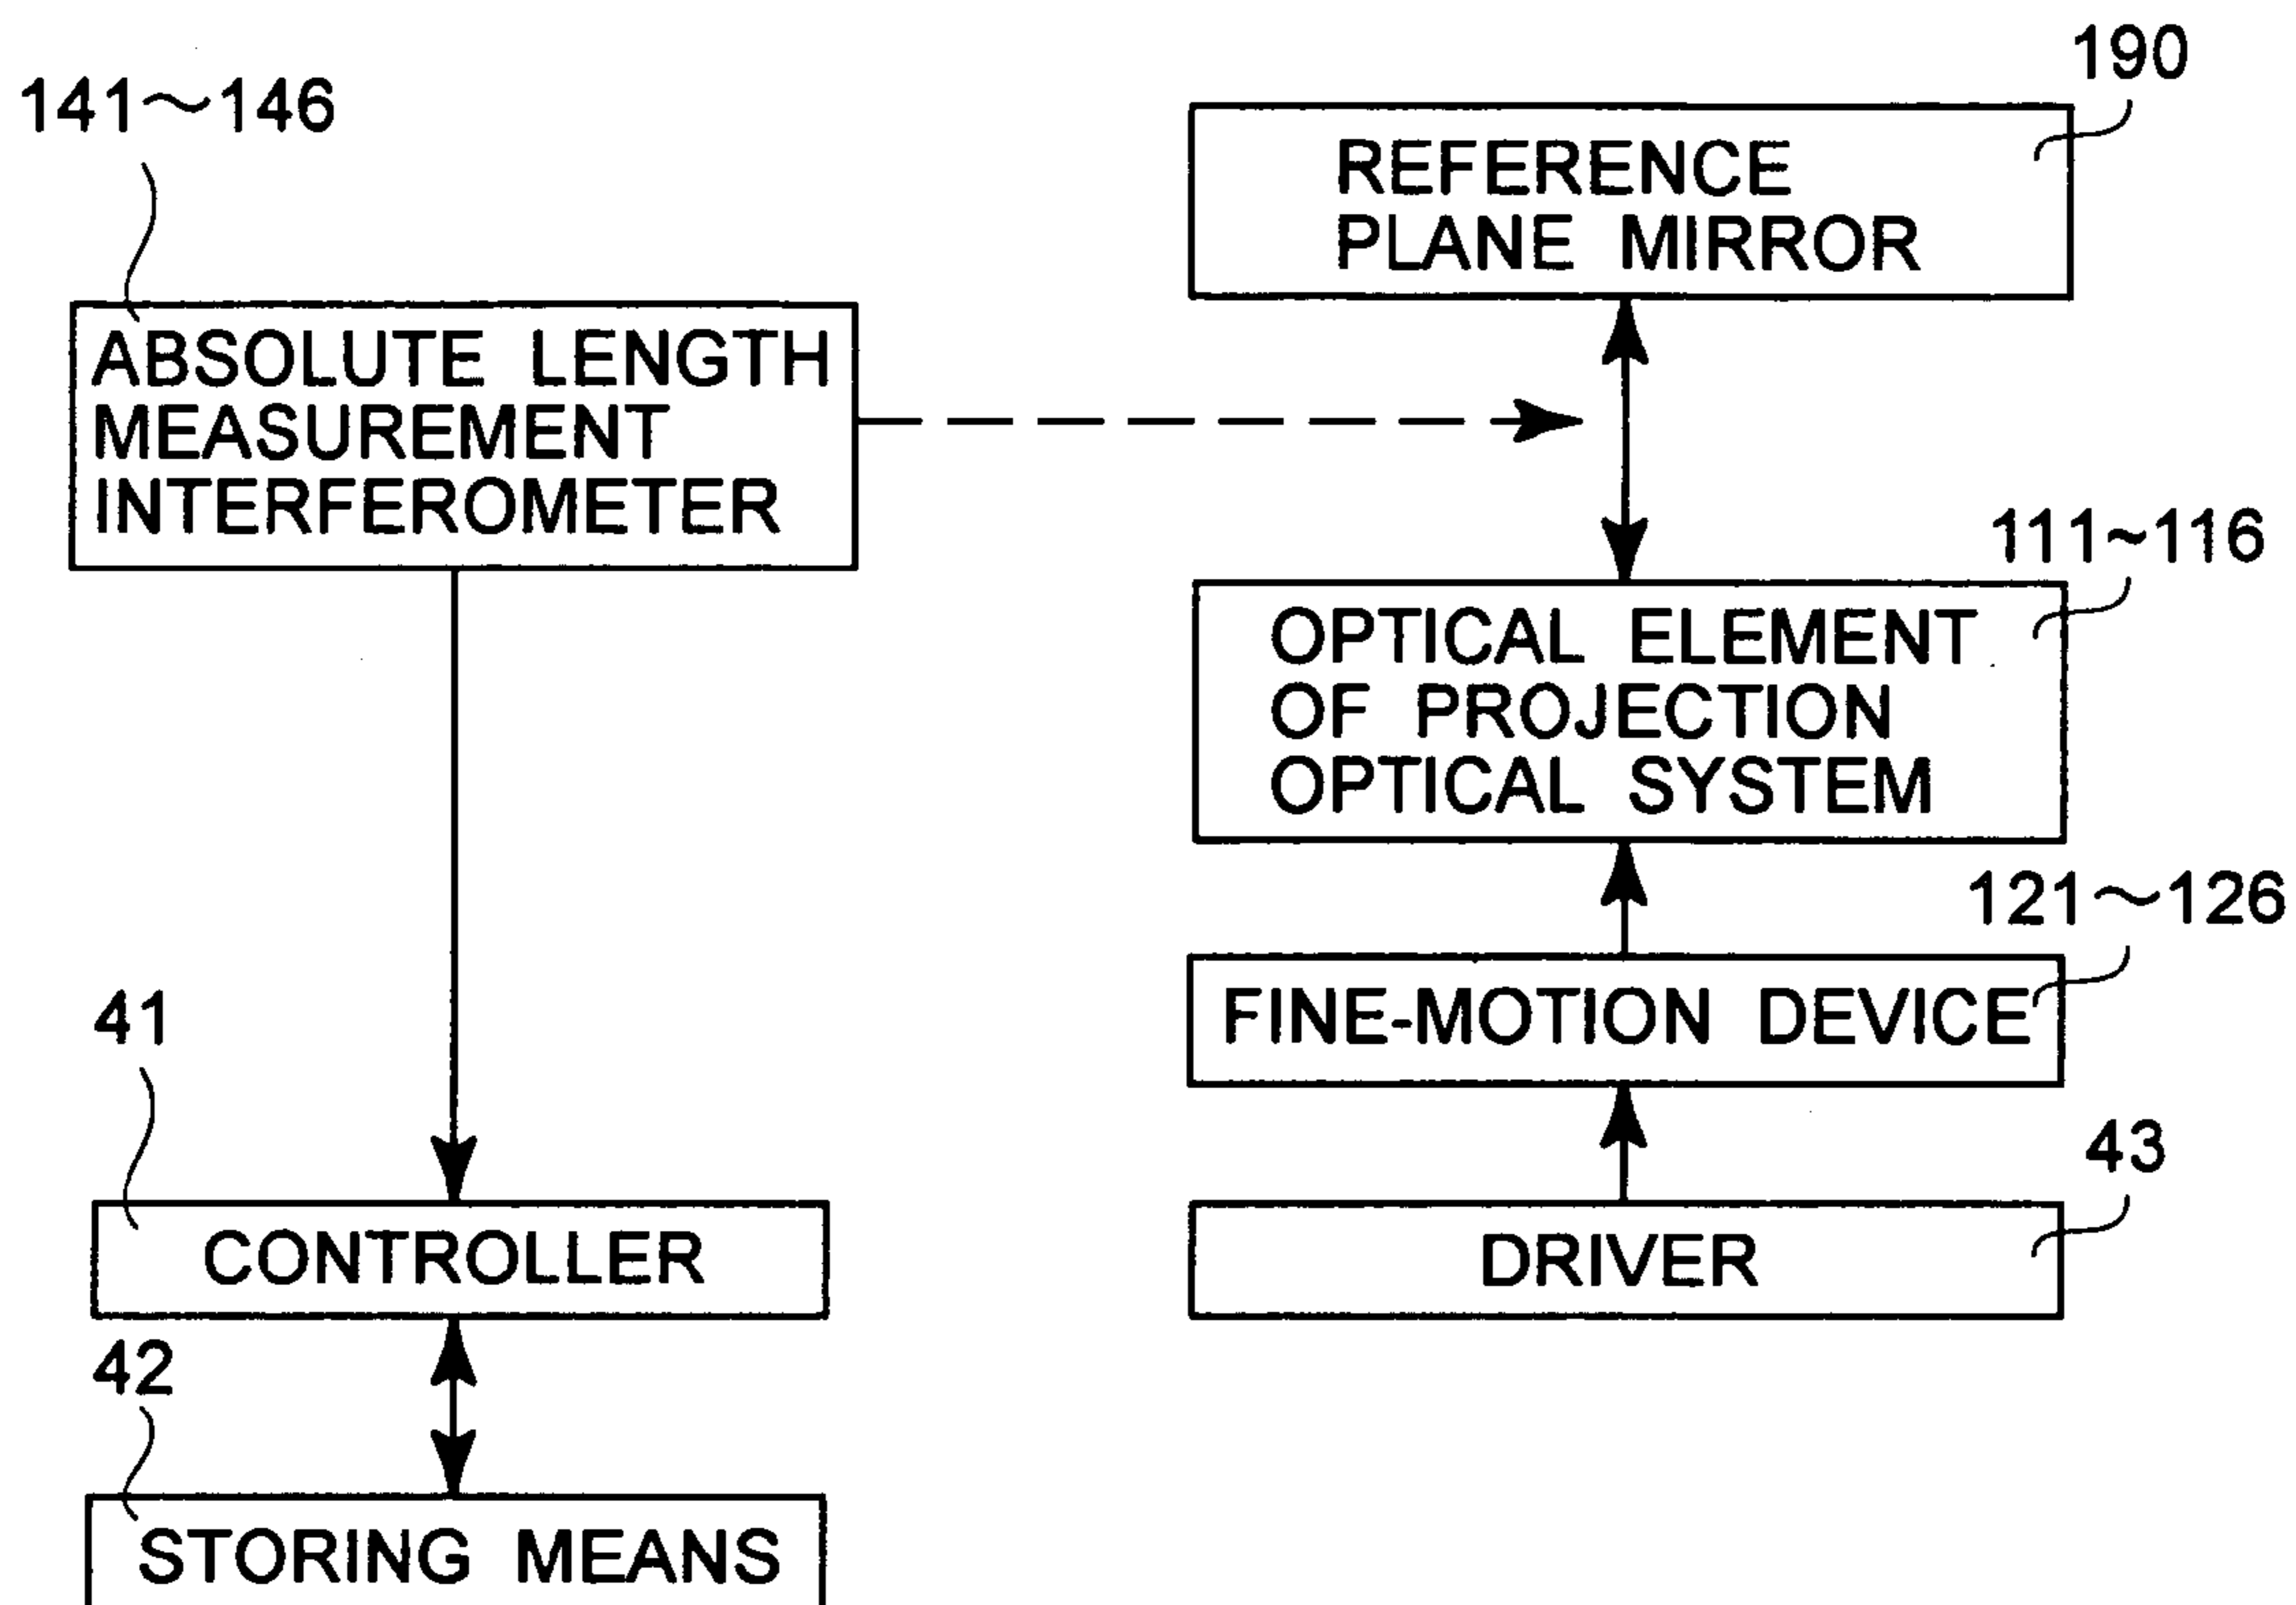 190
REFERENCE
PLANE MIRROR
141~146
ABSOLUTE LENGTH
MEASUREMENT
INTERFEROMETER
111~116
OPTICAL ELEMENT
OF PROJECTION
OPTICAL SYSTEM
121~126
FINE-MOTION DEVICE
41
CONTROLLER
43
DRIVER
42
STORING MEANS